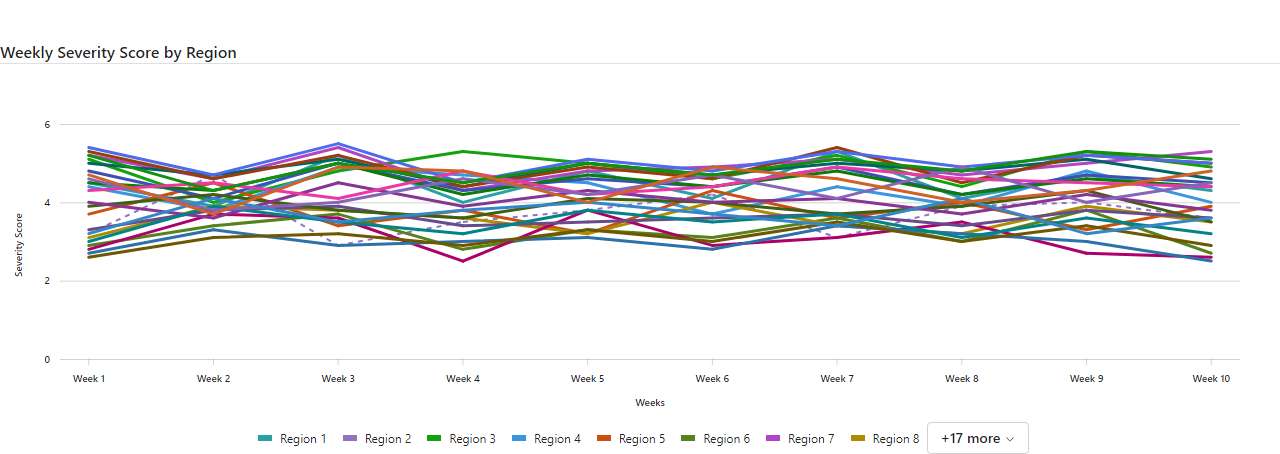 Weekly Severity Score by Region
6
4
2
0
Severity Score
Week 1 Week 2 Week 3 Week 4 Week 5 Week 6 Week 7 Week 8 Week 9 Week 10
Weeks
Region 1 Region 2 Region 3 Region 4 Region 5 Region 6 Region 7 Region 8 +17 more